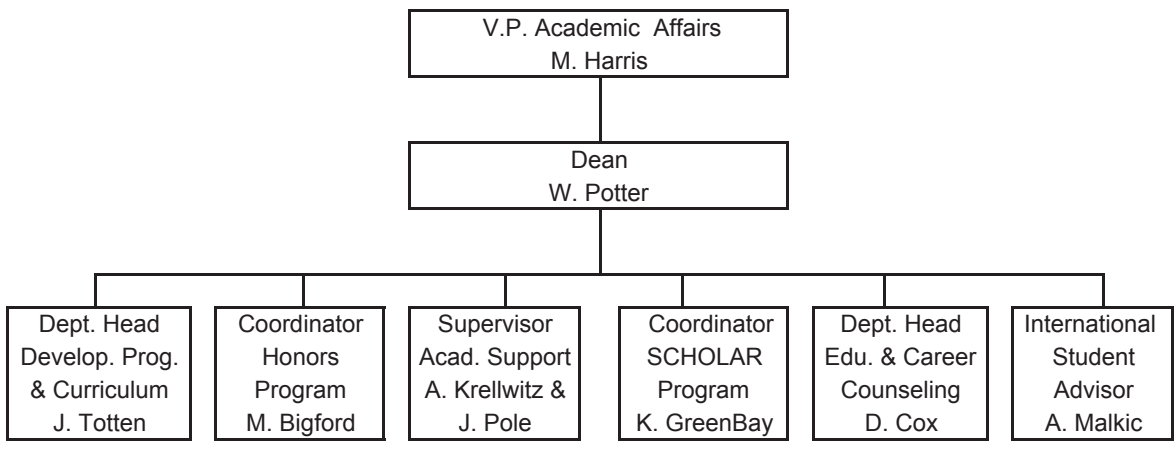 V.P. Academic Affairs
M. Harris
Dean
W. Potter
Dept. Head
Develop. Prog.
& Curriculum
J. Totten
Coordinator
Honors
Program
M. Bigford
Supervisor
Acad. Support
A. Krellwitz &
J. Pole
Coordinator
SCHOLAR
Program
K. GreenBay
Dept. Head
Edu. & Career
Counseling
D. Cox
International
Student
Advisor
A. Malkic